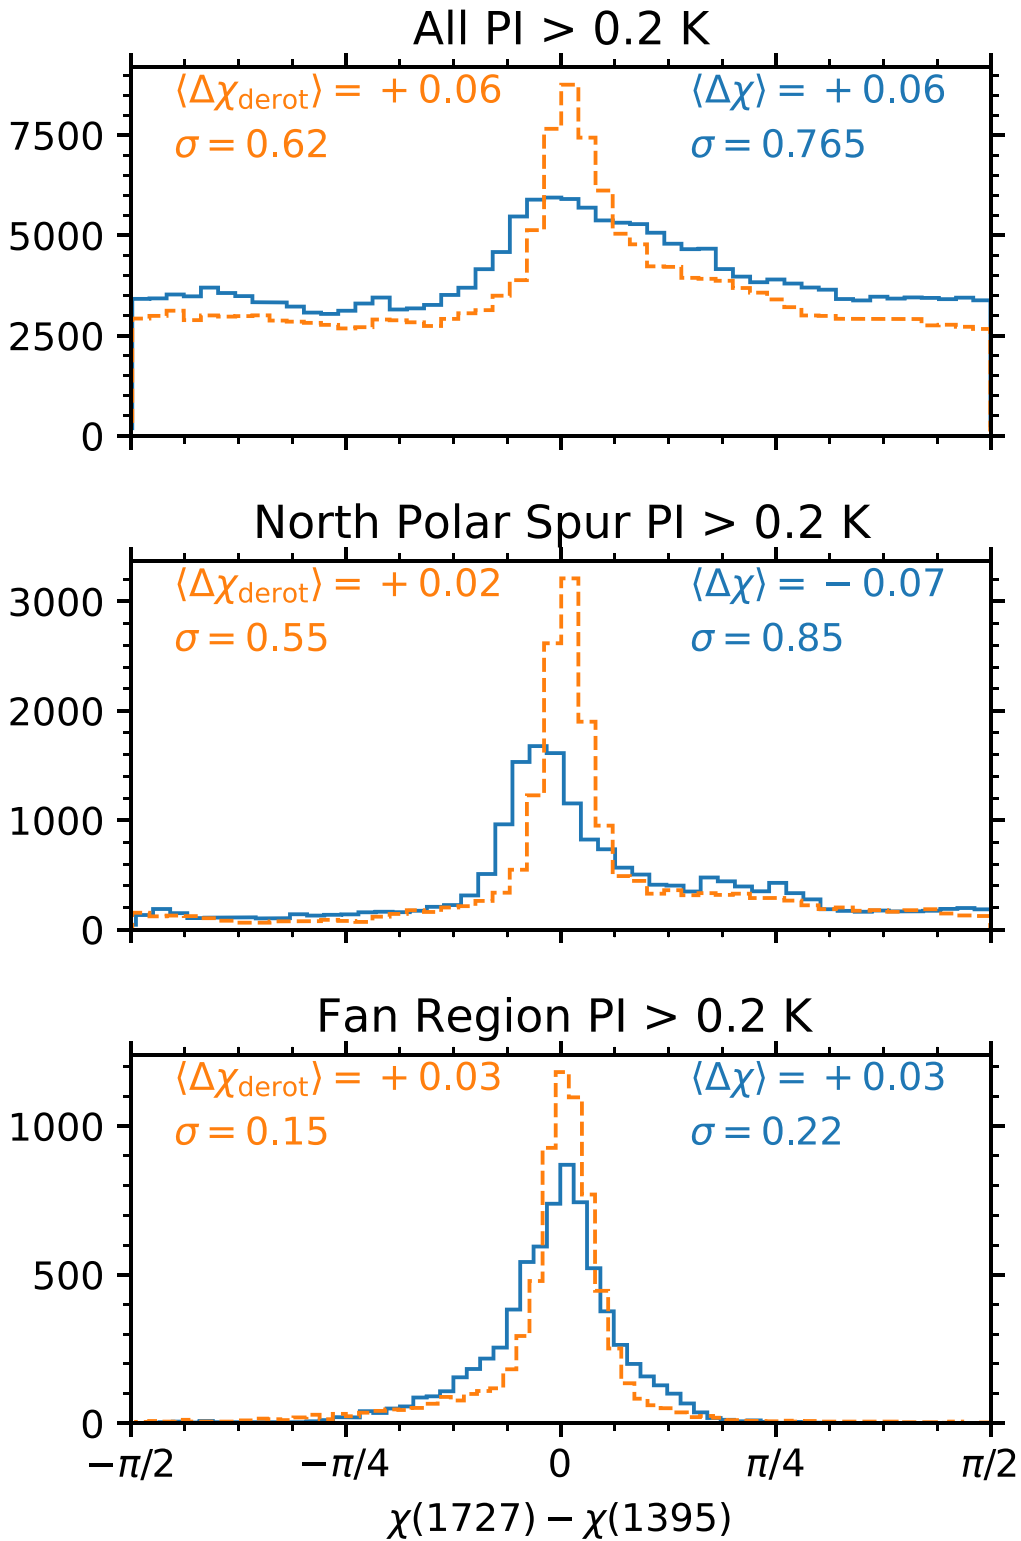 All PI > 0.2 K
⟨Δχ_derot⟩ = +0.06
σ = 0.62
⟨Δχ⟩ = +0.06
σ = 0.765
7500
5000
2500
0
North Polar Spur PI > 0.2 K
⟨Δχ_derot⟩ = +0.02
σ = 0.55
⟨Δχ⟩ = −0.07
σ = 0.85
3000
2000
1000
0
Fan Region PI > 0.2 K
⟨Δχ_derot⟩ = +0.03
σ = 0.15
⟨Δχ⟩ = +0.03
σ = 0.22
1000
500
0
−π/2 −π/4 0 π/4 π/2
χ(1727) − χ(1395)